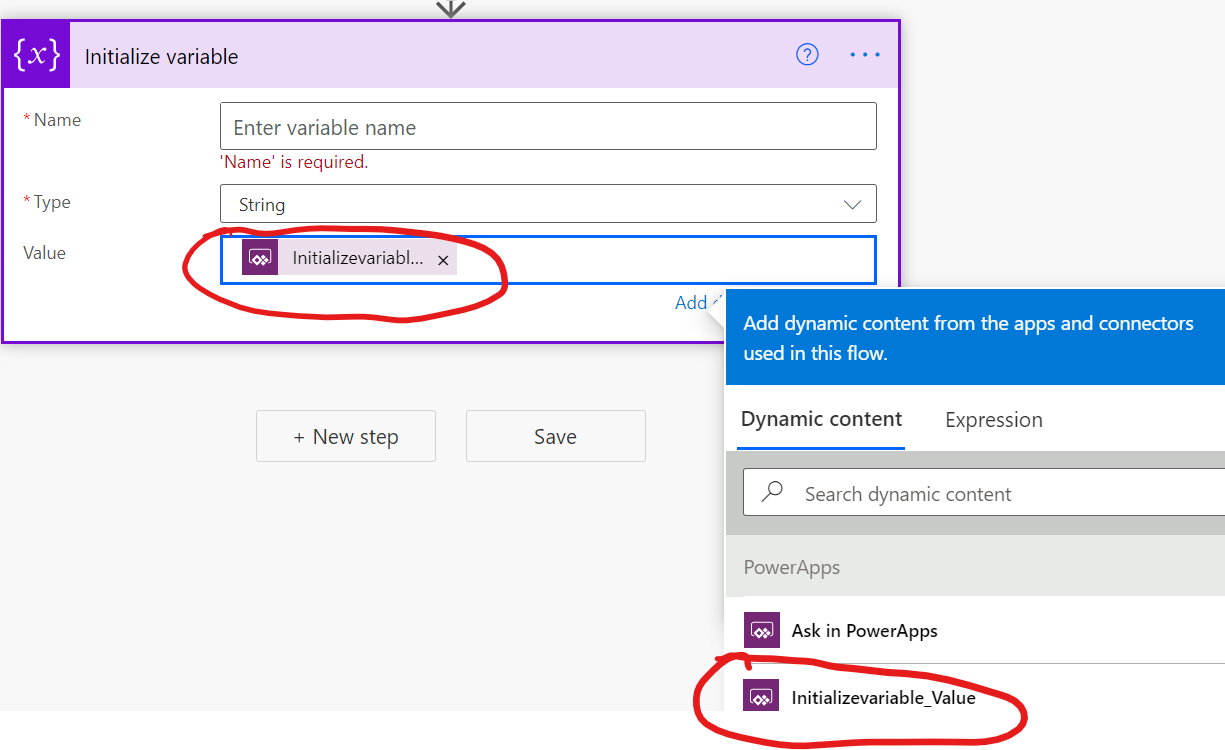 {x} Initialize variable ? ...
* Name
Enter variable name
'Name' is required.
* Type
String
Value
Initializevariabl... ×
Add
Add dynamic content from the apps and connectors
used in this flow.
Dynamic content Expression
Search dynamic content
PowerApps
Ask in PowerApps
Initializevariable_Value
+ New step
Save